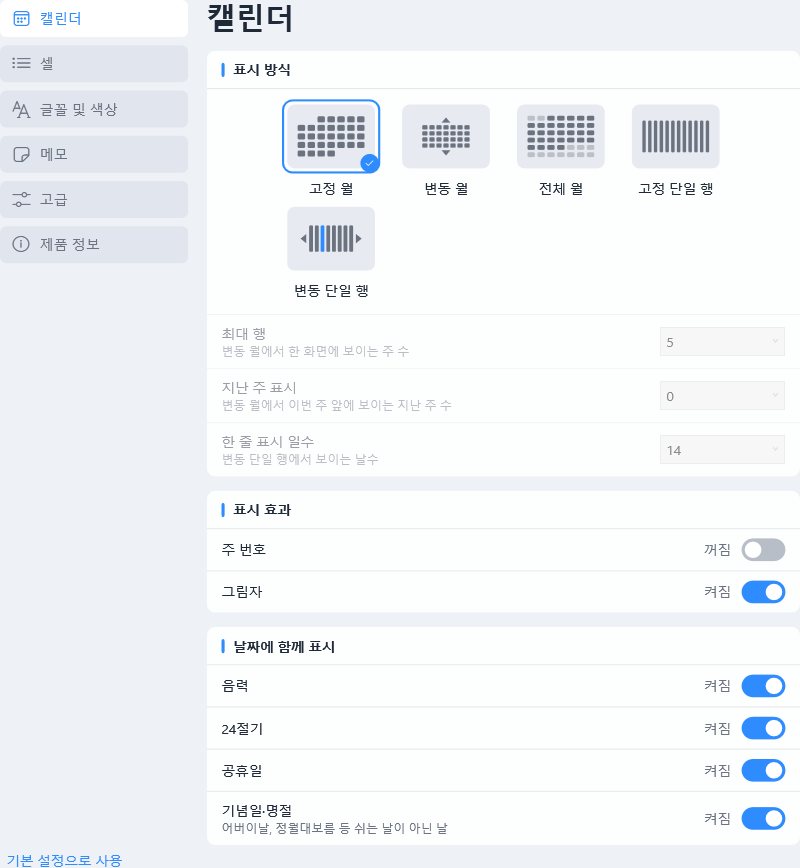 캘린더
셀
글꼴 및 색상
메모
고급
제품 정보
기본 설정으로 사용
캘린더
표시 방식
고정 월
변동 월
전체 월
고정 단일 행
변동 단일 행
최대 행
변동 월에서 한 화면에 보이는 주 수
5
지난 주 표시
변동 월에서 이번 주 앞에 보이는 지난 주 수
0
한 줄 표시 일수
변동 단일 행에서 보이는 날수
14
표시 효과
주 번호
꺼짐
그림자
켜짐
날짜에 함께 표시
음력
켜짐
24절기
켜짐
공휴일
켜짐
기념일·명절
어버이날, 정월대보름 등 쉬는 날이 아닌 날
켜짐